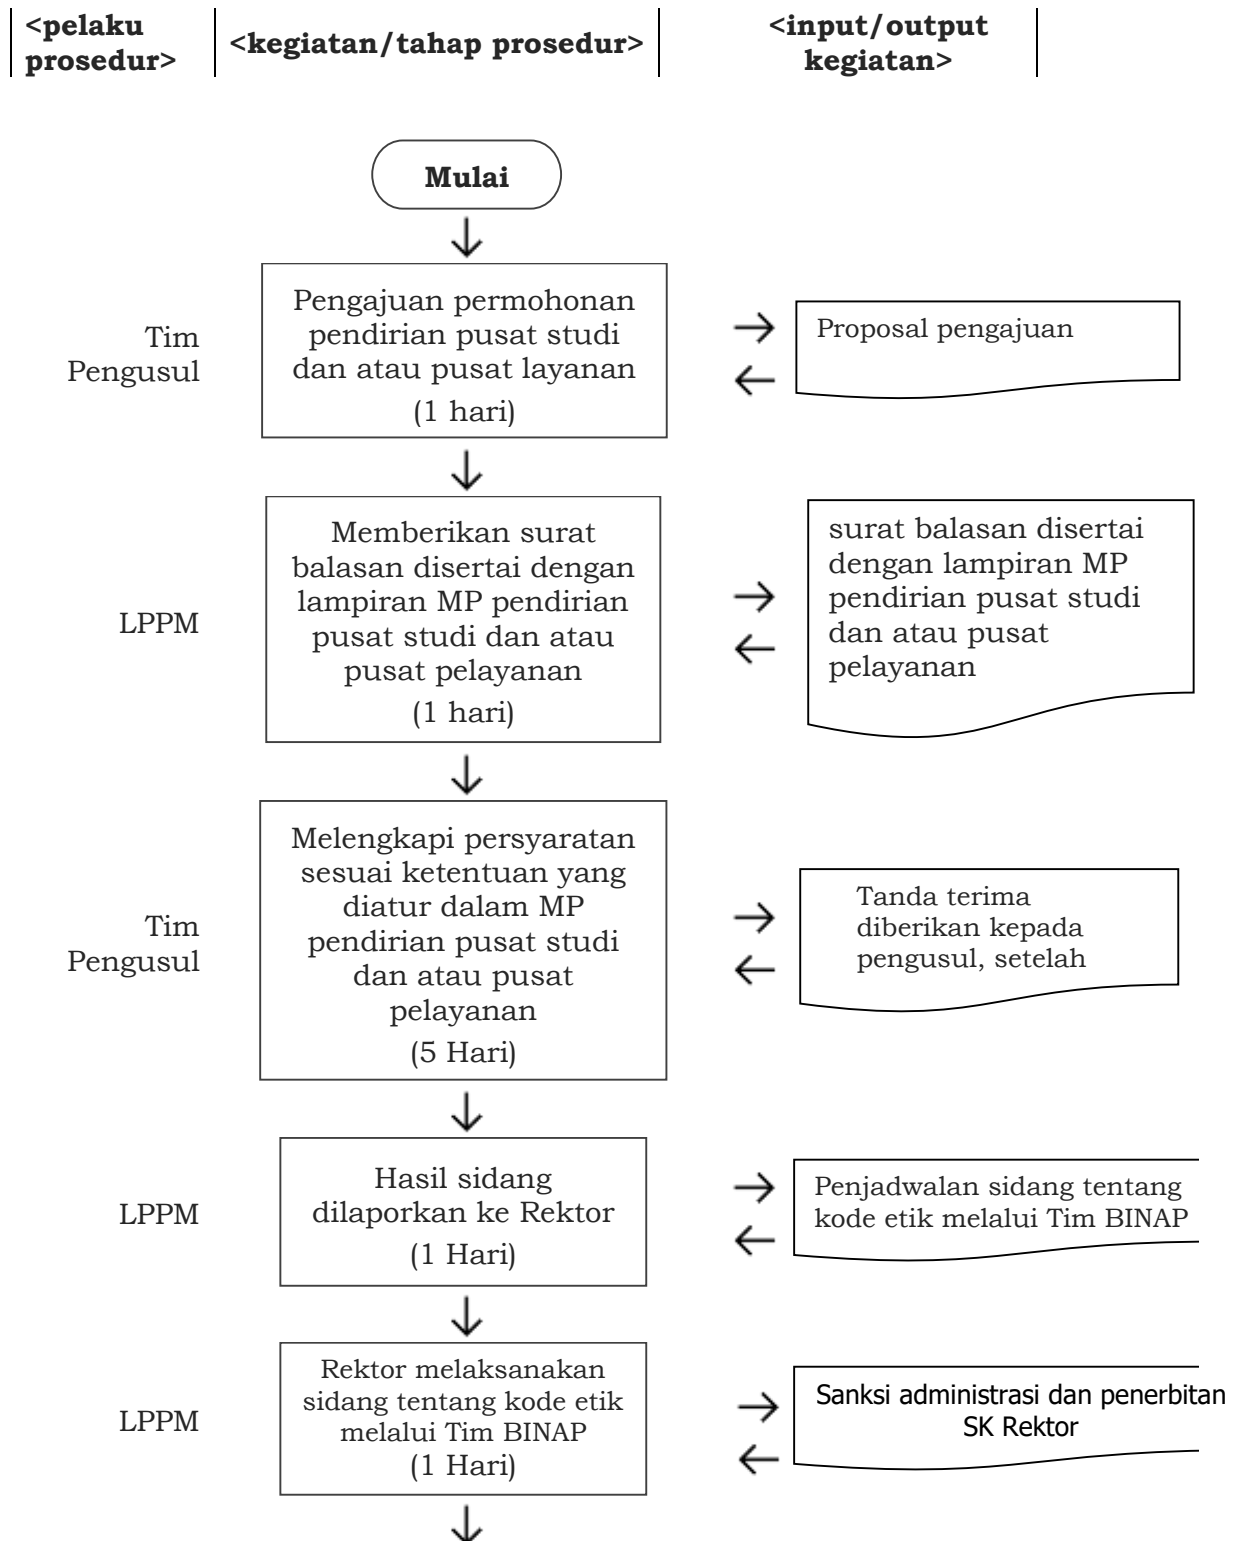 <pelaku
prosedur>
<kegiatan/tahap prosedur>
<input/output
kegiatan>
Mulai
Tim
Pengusul
Pengajuan permohonan
pendirian pusat studi
dan atau pusat layanan
(1 hari)
Proposal pengajuan
LPPM
Memberikan surat
balasan disertai dengan
lampiran MP pendirian
pusat studi dan atau
pusat pelayanan
(1 hari)
surat balasan disertai
dengan lampiran MP
pendirian pusat studi
dan atau pusat
pelayanan
Tim
Pengusul
Melengkapi persyaratan
sesuai ketentuan yang
diatur dalam MP
pendirian pusat studi
dan atau pusat
pelayanan
(5 Hari)
Tanda terima
diberikan kepada
pengusul, setelah
LPPM
Hasil sidang
dilaporkan ke Rektor
(1 Hari)
Penjadwalan sidang tentang
kode etik melalui Tim BINAP
LPPM
Rektor melaksanakan
sidang tentang kode etik
melalui Tim BINAP
(1 Hari)
Sanksi administrasi dan penerbitan
SK Rektor